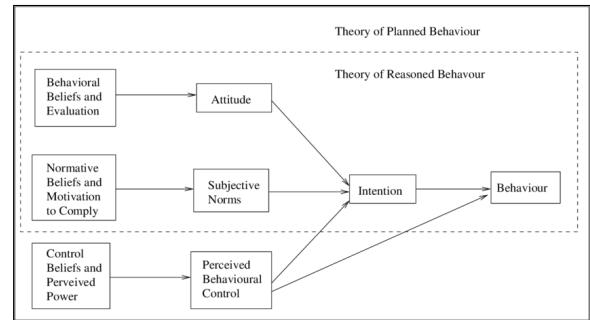 Theory of Planned Behaviour
Theory of Reasoned Behavour
Behavioral
Beliefs and
Evaluation
Attitude
Normative
Beliefs and
Motivation
to Comply
Subjective
Norms
Intention
Behaviour
Control
Beliefs and
Perveived
Power
Perceived
Behavioural
Control